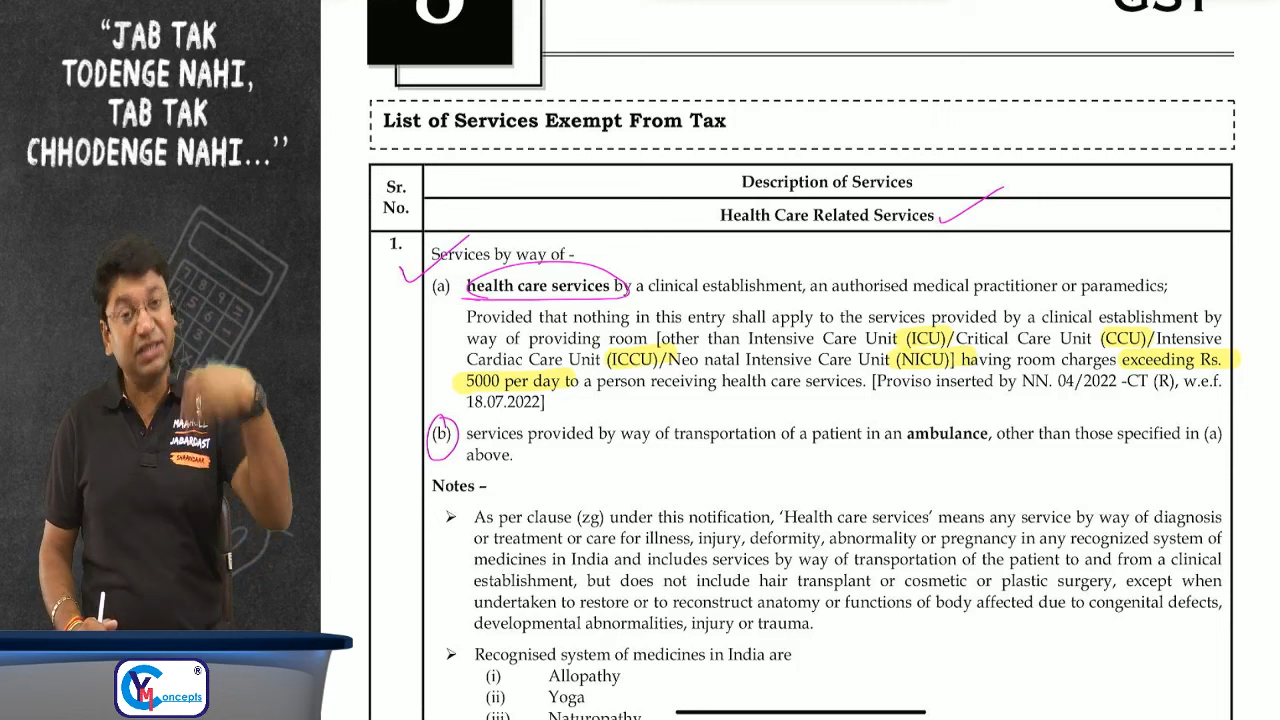 “JAB TAK
TODENGE NAHI,
TAB TAK
CHHODENGE NAHI...’’
8
GST
List of Services Exempt From Tax
Sr.
No.
Description of Services
Health Care Related Services
1.
Services by way of -
(a) health care services by a clinical establishment, an authorised medical practitioner or paramedics;
Provided that nothing in this entry shall apply to the services provided by a clinical establishment by
way of providing room [other than Intensive Care Unit (ICU)/Critical Care Unit (CCU)/Intensive
Cardiac Care Unit (ICCU)/Neo natal Intensive Care Unit (NICU)] having room charges exceeding Rs.
5000 per day to a person receiving health care services. [Proviso inserted by NN. 04/2022 -CT (R), w.e.f.
18.07.2022]
(b) services provided by way of transportation of a patient in an ambulance, other than those specified in (a)
above.
Notes –
➢ As per clause (zg) under this notification, ‘Health care services’ means any service by way of diagnosis
or treatment or care for illness, injury, deformity, abnormality or pregnancy in any recognized system of
medicines in India and includes services by way of transportation of the patient to and from a clinical
establishment, but does not include hair transplant or cosmetic or plastic surgery, except when
undertaken to restore or to reconstruct anatomy or functions of body affected due to congenital defects,
developmental abnormalities, injury or trauma.
➢ Recognised system of medicines in India are
(i) Allopathy
(ii) Yoga
(iii) Naturopathy
JABARDAST
YM Concepts ®